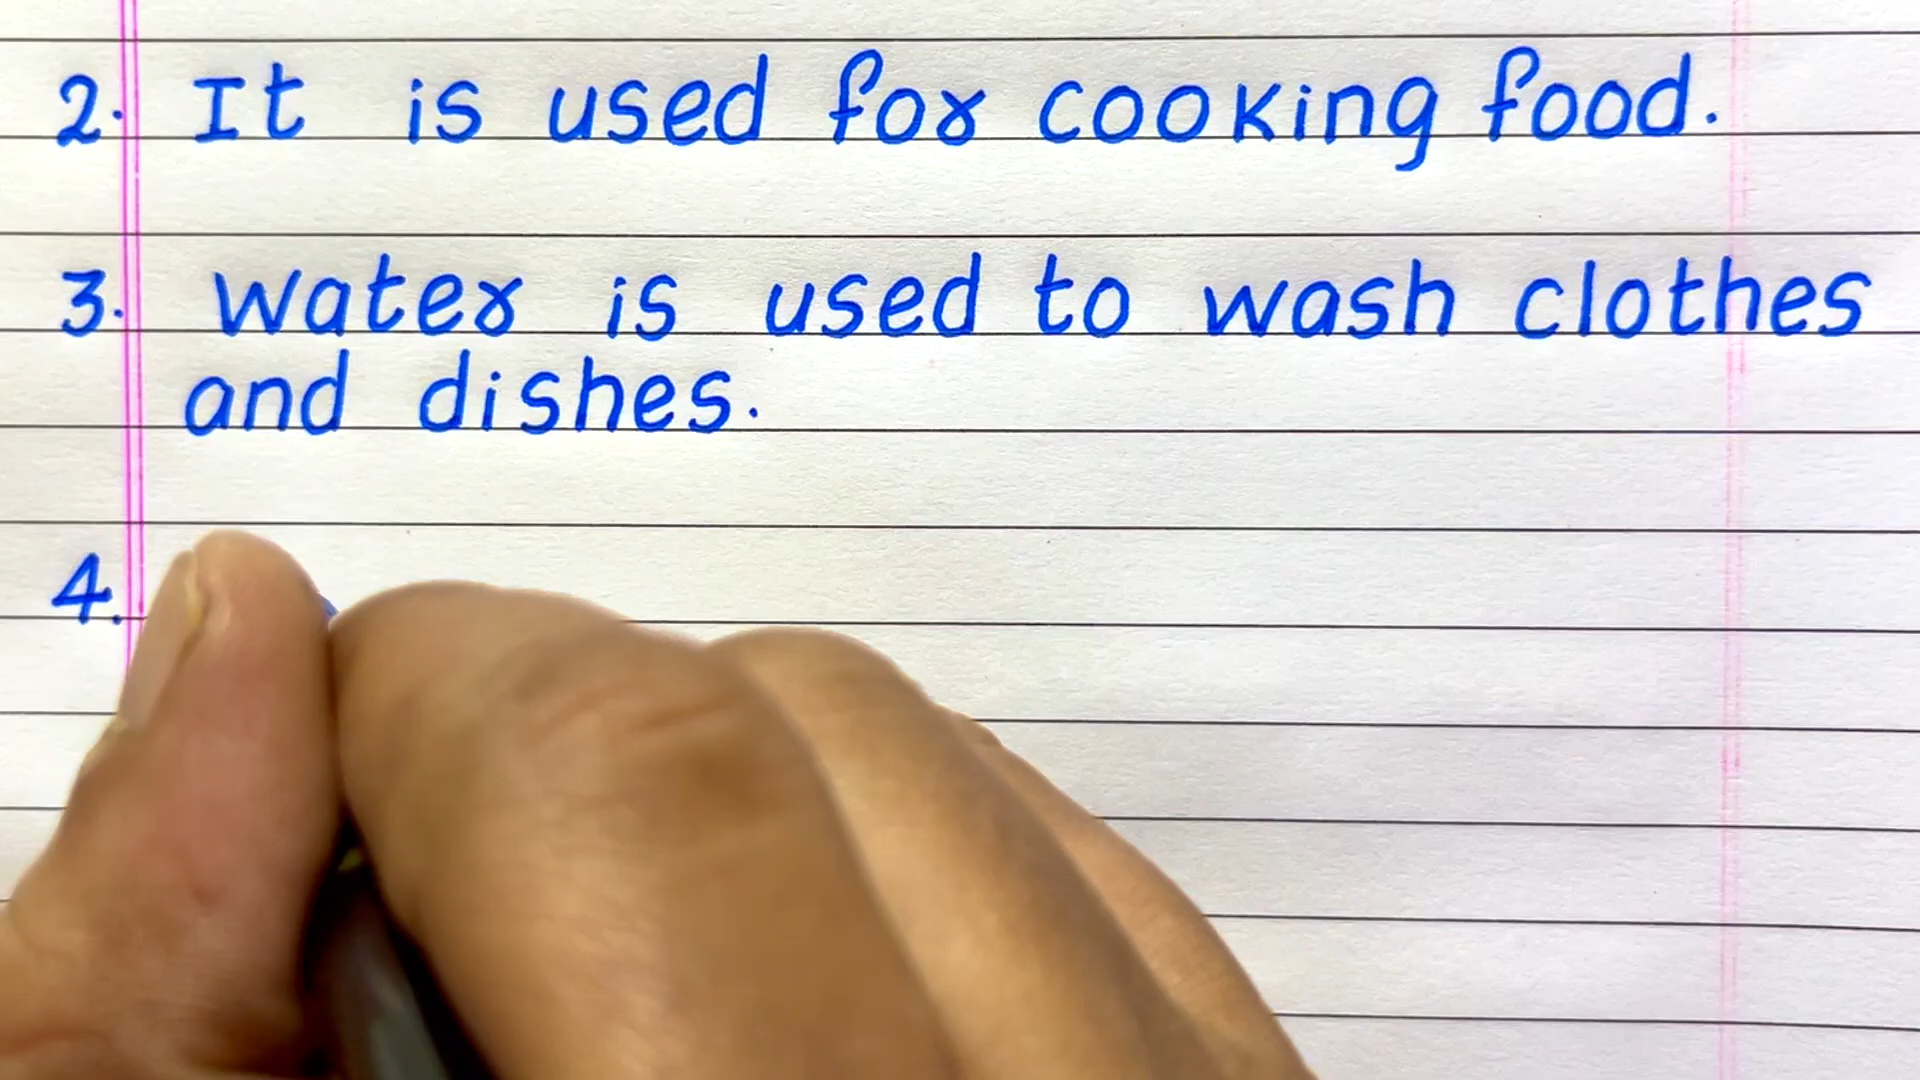 2. It is used for cooking food.
3. Water is used to wash clothes
and dishes.
4.